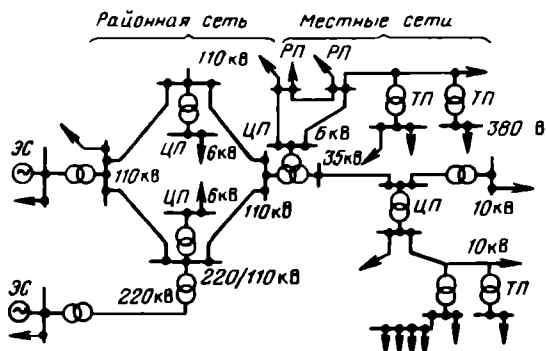 Районная сеть
Местные сети
110кв
РП
РП
ЦП
6кв
ТП
ТП
380 В
ЦП
6кв
35кв
ЭС
110кв
ЦП
6кв
110кв
ЦП
10кв
220/110кв
10кв
ЭС
220кв
ТП